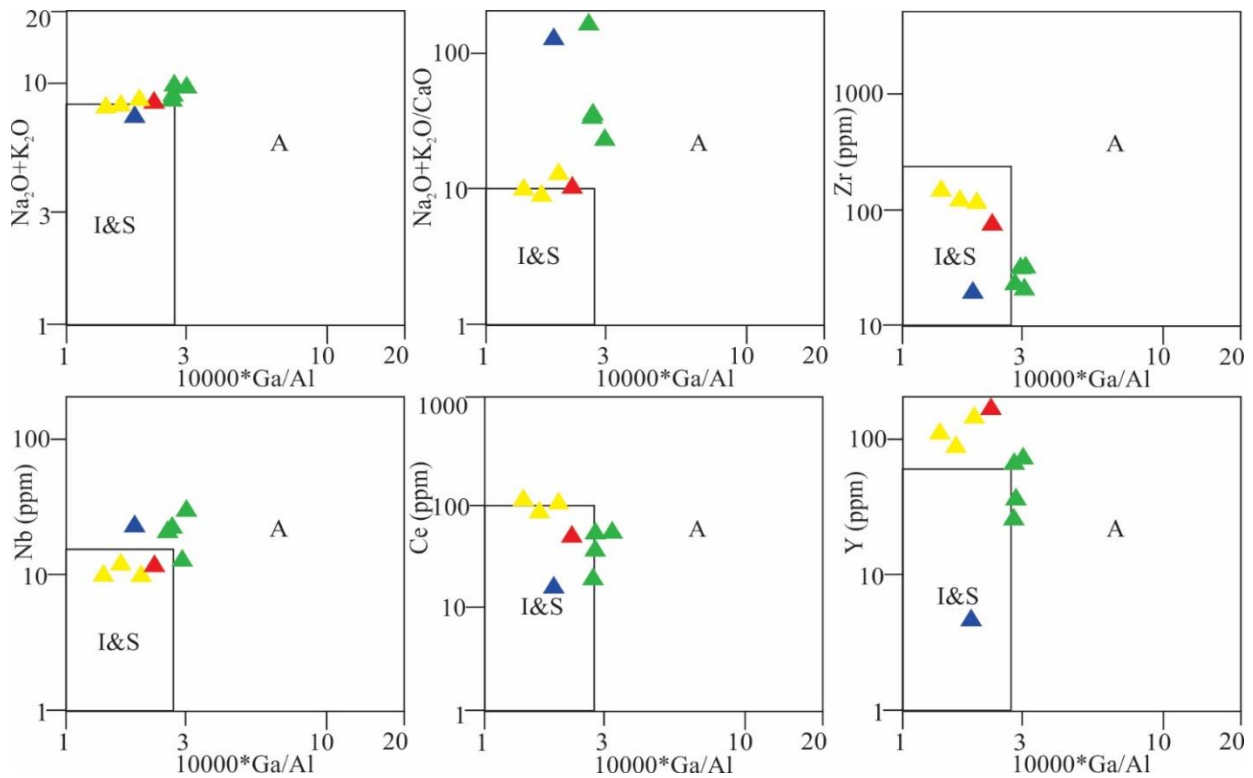 20
10
3
1
Na₂O+K₂O
I&S
A
1
3
10
20
10000*Ga/Al
100
10
1
Na₂O+K₂O/CaO
I&S
A
1
3
10
20
10000*Ga/Al
1000
100
10
Zr (ppm)
I&S
A
1
3
10
20
10000*Ga/Al
100
10
1
Nb (ppm)
I&S
A
1
3
10
20
10000*Ga/Al
1000
100
10
1
Ce (ppm)
I&S
A
1
3
10
20
10000*Ga/Al
100
10
1
Y (ppm)
I&S
A
1
3
10
20
10000*Ga/Al